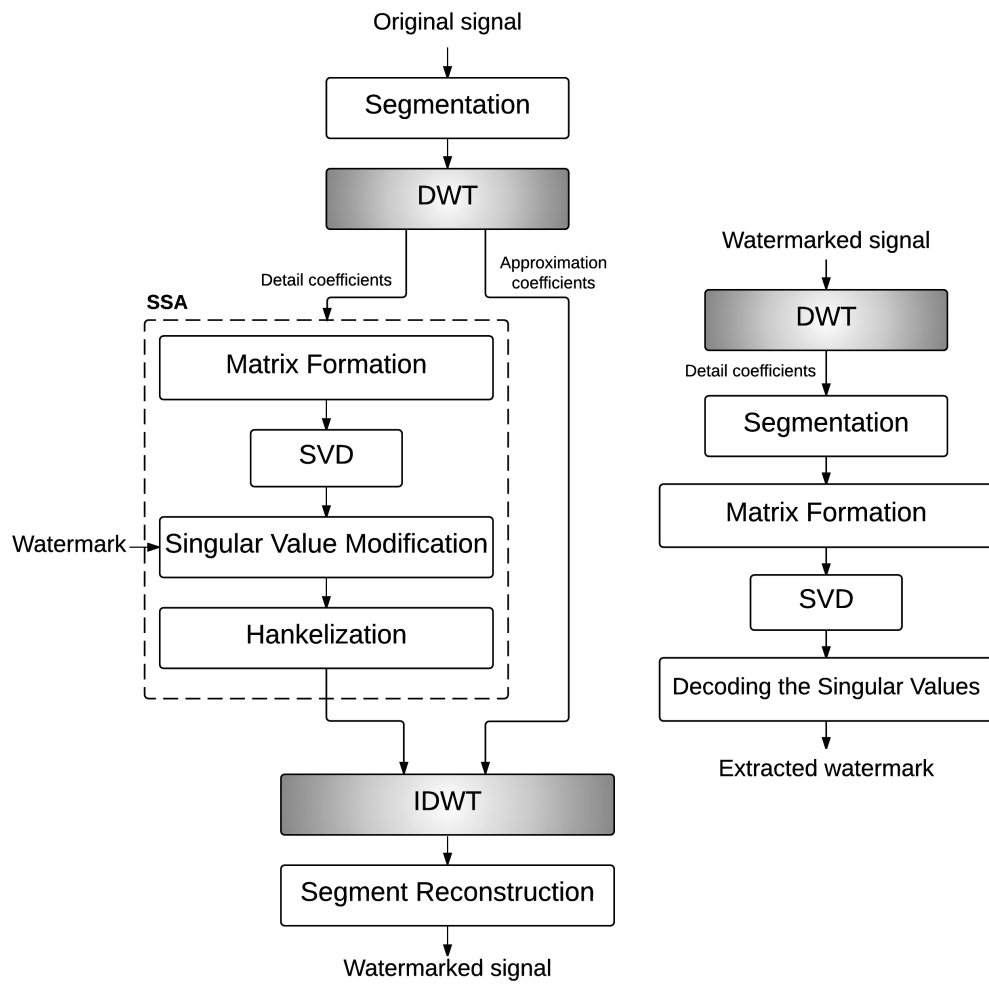 Original signal
Segmentation
DWT
Detail coefficients
Approximation
coefficients
SSA
Matrix Formation
SVD
Watermark
Singular Value Modification
Hankelization
IDWT
Segment Reconstruction
Watermarked signal
Watermarked signal
DWT
Detail coefficients
Segmentation
Matrix Formation
SVD
Decoding the Singular Values
Extracted watermark